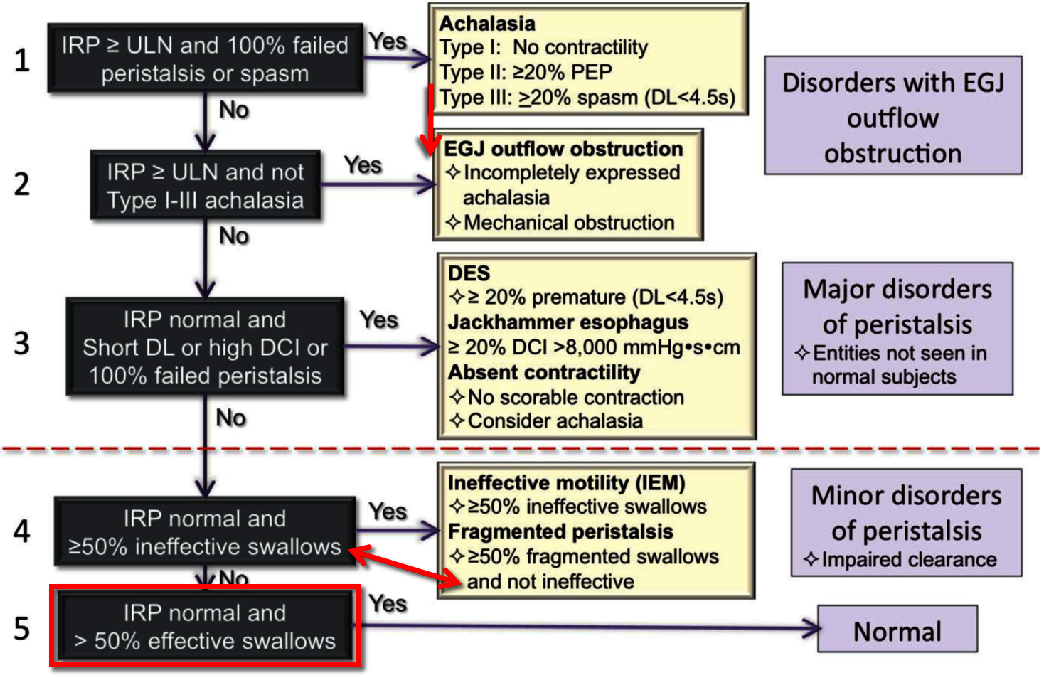 1
IRP ≥ ULN and 100% failed
peristalsis or spasm
Yes
Achalasia
Type I: No contractility
Type II: ≥20% PEP
Type III: ≥20% spasm (DL<4.5s)
Disorders with EGJ
outflow
obstruction
No
2
IRP ≥ ULN and not
Type I-III achalasia
Yes
EGJ outflow obstruction
✧Incompletely expressed
achalasia
✧Mechanical obstruction
No
3
IRP normal and
Short DL or high DCI or
100% failed peristalsis
Yes
DES
✧≥ 20% premature (DL<4.5s)
Jackhammer esophagus
≥ 20% DCI >8,000 mmHg•s•cm
Absent contractility
✧No scorable contraction
✧Consider achalasia
Major disorders
of peristalsis
✧Entities not seen in
normal subjects
No
4
IRP normal and
≥50% ineffective swallows
Yes
Ineffective motility (IEM)
✧≥50% ineffective swallows
Fragmented peristalsis
✧≥50% fragmented swallows
and not ineffective
Minor disorders
of peristalsis
✧Impaired clearance
No
5
IRP normal and
> 50% effective swallows
Yes
Normal